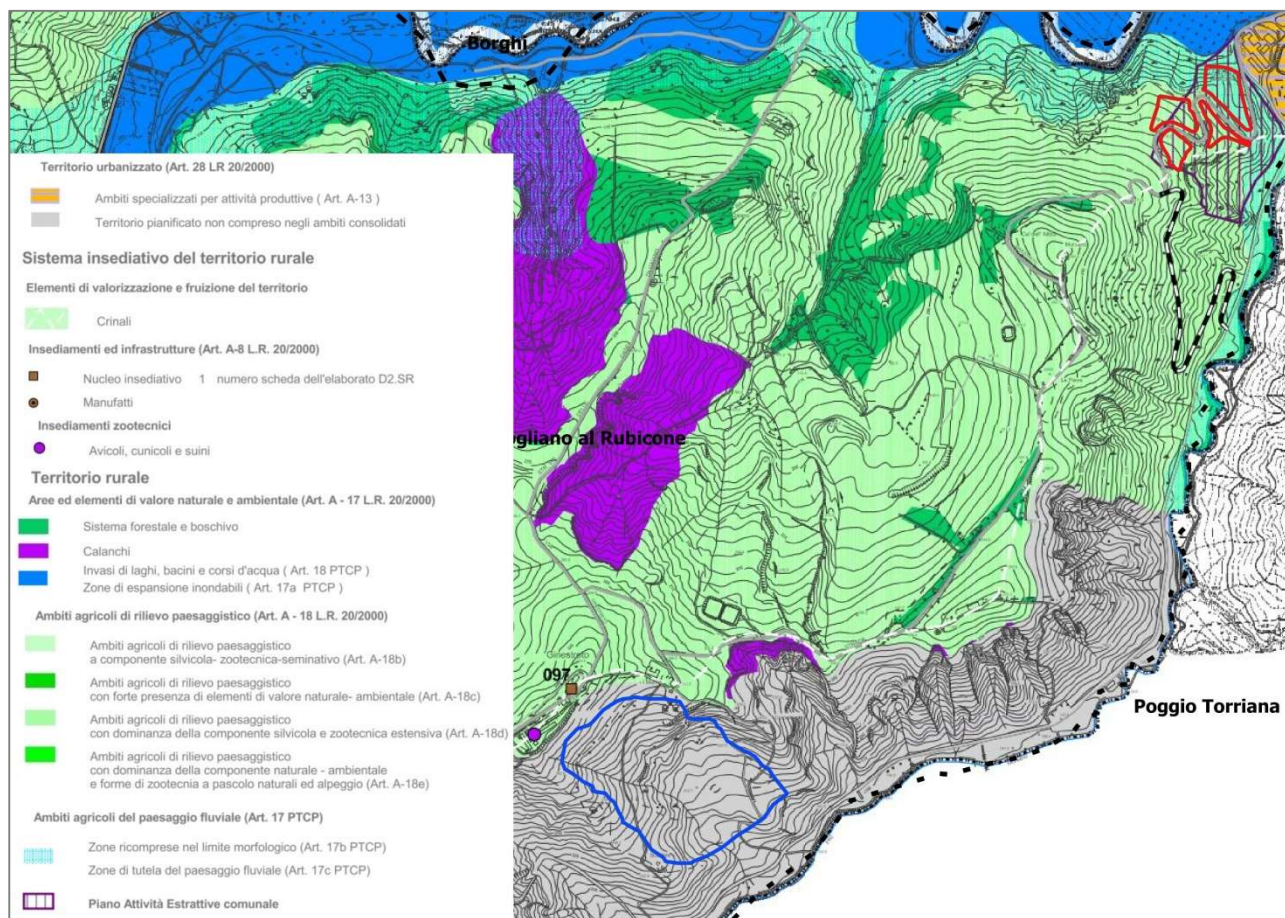 Borghi
Territorio urbanizzato (Art. 28 LR 20/2000)
Ambiti specializzati per attività produttive ( Art. A-13 )
Territorio pianificato non compreso negli ambiti consolidati
Sistema insediativo del territorio rurale
Elementi di valorizzazione e fruizione del territorio
Crinali
Insediamenti ed infrastrutture (Art. A-8 L.R. 20/2000)
Nucleo insediativo 1 numero scheda dell'elaborato D2.SR
Manufatti
Insediamenti zootecnici
Avicoli, cunicoli e suini
Territorio rurale
Aree ed elementi di valore naturale e ambientale (Art. A - 17 L.R. 20/2000)
Sistema forestale e boschivo
Calanchi
Invasi di laghi, bacini e corsi d'acqua ( Art. 18 PTCP )
Zone di espansione inondabili ( Art. 17a PTCP )
Ambiti agricoli di rilievo paesaggistico (Art. A - 18 L.R. 20/2000)
Ambiti agricoli di rilievo paesaggistico
a componente silvicola- zootecnica-seminativo (Art. A-18b)
Ambiti agricoli di rilievo paesaggistico
con forte presenza di elementi di valore naturale- ambientale (Art. A-18c)
Ambiti agricoli di rilievo paesaggistico
con dominanza della componente silvicola e zootecnica estensiva (Art. A-18d)
Ambiti agricoli di rilievo paesaggistico
con dominanza della componente naturale - ambientale
e forme di zootecnia a pascolo naturali ed alpeggio (Art. A-18e)
Ambiti agricoli del paesaggio fluviale (Art. 17 PTCP)
Zone ricomprese nel limite morfologico (Art. 17b PTCP)
Zone di tutela del paesaggio fluviale (Art. 17c PTCP)
Piano Attività Estrattive comunale
ogliano al Rubicone
Ginestreto
097
Poggio Torriana